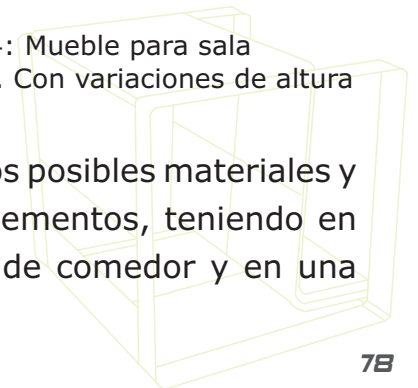 : Mueble para sala
. Con variaciones de altura
os posibles materiales y
ementos, teniendo en
de comedor y en una
78